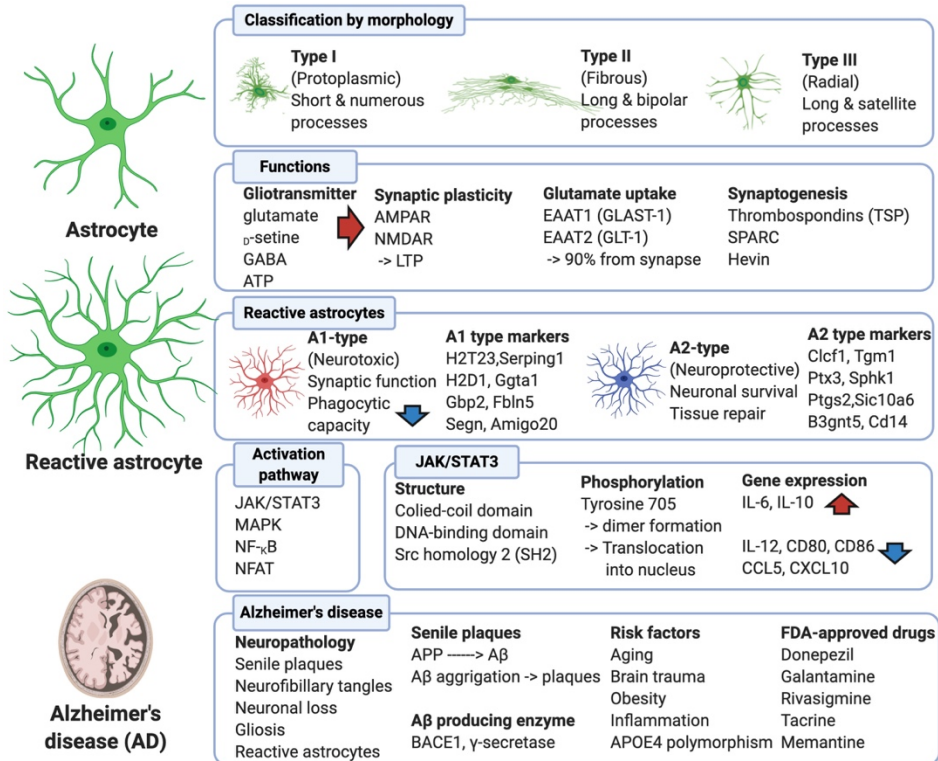 Classification by morphology
Type I
(Protoplasmic)
Short & numerous
processes
Type II
(Fibrous)
Long & bipolar
processes
Type III
(Radial)
Long & satellite
processes
Astrocyte
Functions
Gliotransmitter
glutamate
D-setine
GABA
ATP
Synaptic plasticity
AMPAR
NMDAR
-> LTP
Glutamate uptake
EAAT1 (GLAST-1)
EAAT2 (GLT-1)
-> 90% from synapse
Synaptogenesis
Thrombospondins (TSP)
SPARC
Hevin
Reactive astrocyte
Reactive astrocytes
A1-type
(Neurotoxic)
Synaptic function
Phagocytic
capacity
A1 type markers
H2T23,Serping1
H2D1, Ggta1
Gbp2, Fbln5
Segn, Amigo20
A2-type
(Neuroprotective)
Neuronal survival
Tissue repair
A2 type markers
Clcf1, Tgm1
Ptx3, Sphk1
Ptgs2,Sic10a6
B3gnt5, Cd14
Activation
pathway
JAK/STAT3
MAPK
NF-κB
NFAT
JAK/STAT3
Structure
Colied-coil domain
DNA-binding domain
Src homology 2 (SH2)
Phosphorylation
Tyrosine 705
-> dimer formation
-> Translocation
into nucleus
Gene expression
IL-6, IL-10
IL-12, CD80, CD86
CCL5, CXCL10
Alzheimer's
disease (AD)
Alzheimer's disease
Neuropathology
Senile plaques
Neurofibillary tangles
Neuronal loss
Gliosis
Reactive astrocytes
Senile plaques
APP ------> Aβ
Aβ aggrigation -> plaques
Aβ producing enzyme
BACE1, γ-secretase
Risk factors
Aging
Brain trauma
Obesity
Inflammation
APOE4 polymorphism
FDA-approved drugs
Donepezil
Galantamine
Rivasigmine
Tacrine
Memantine